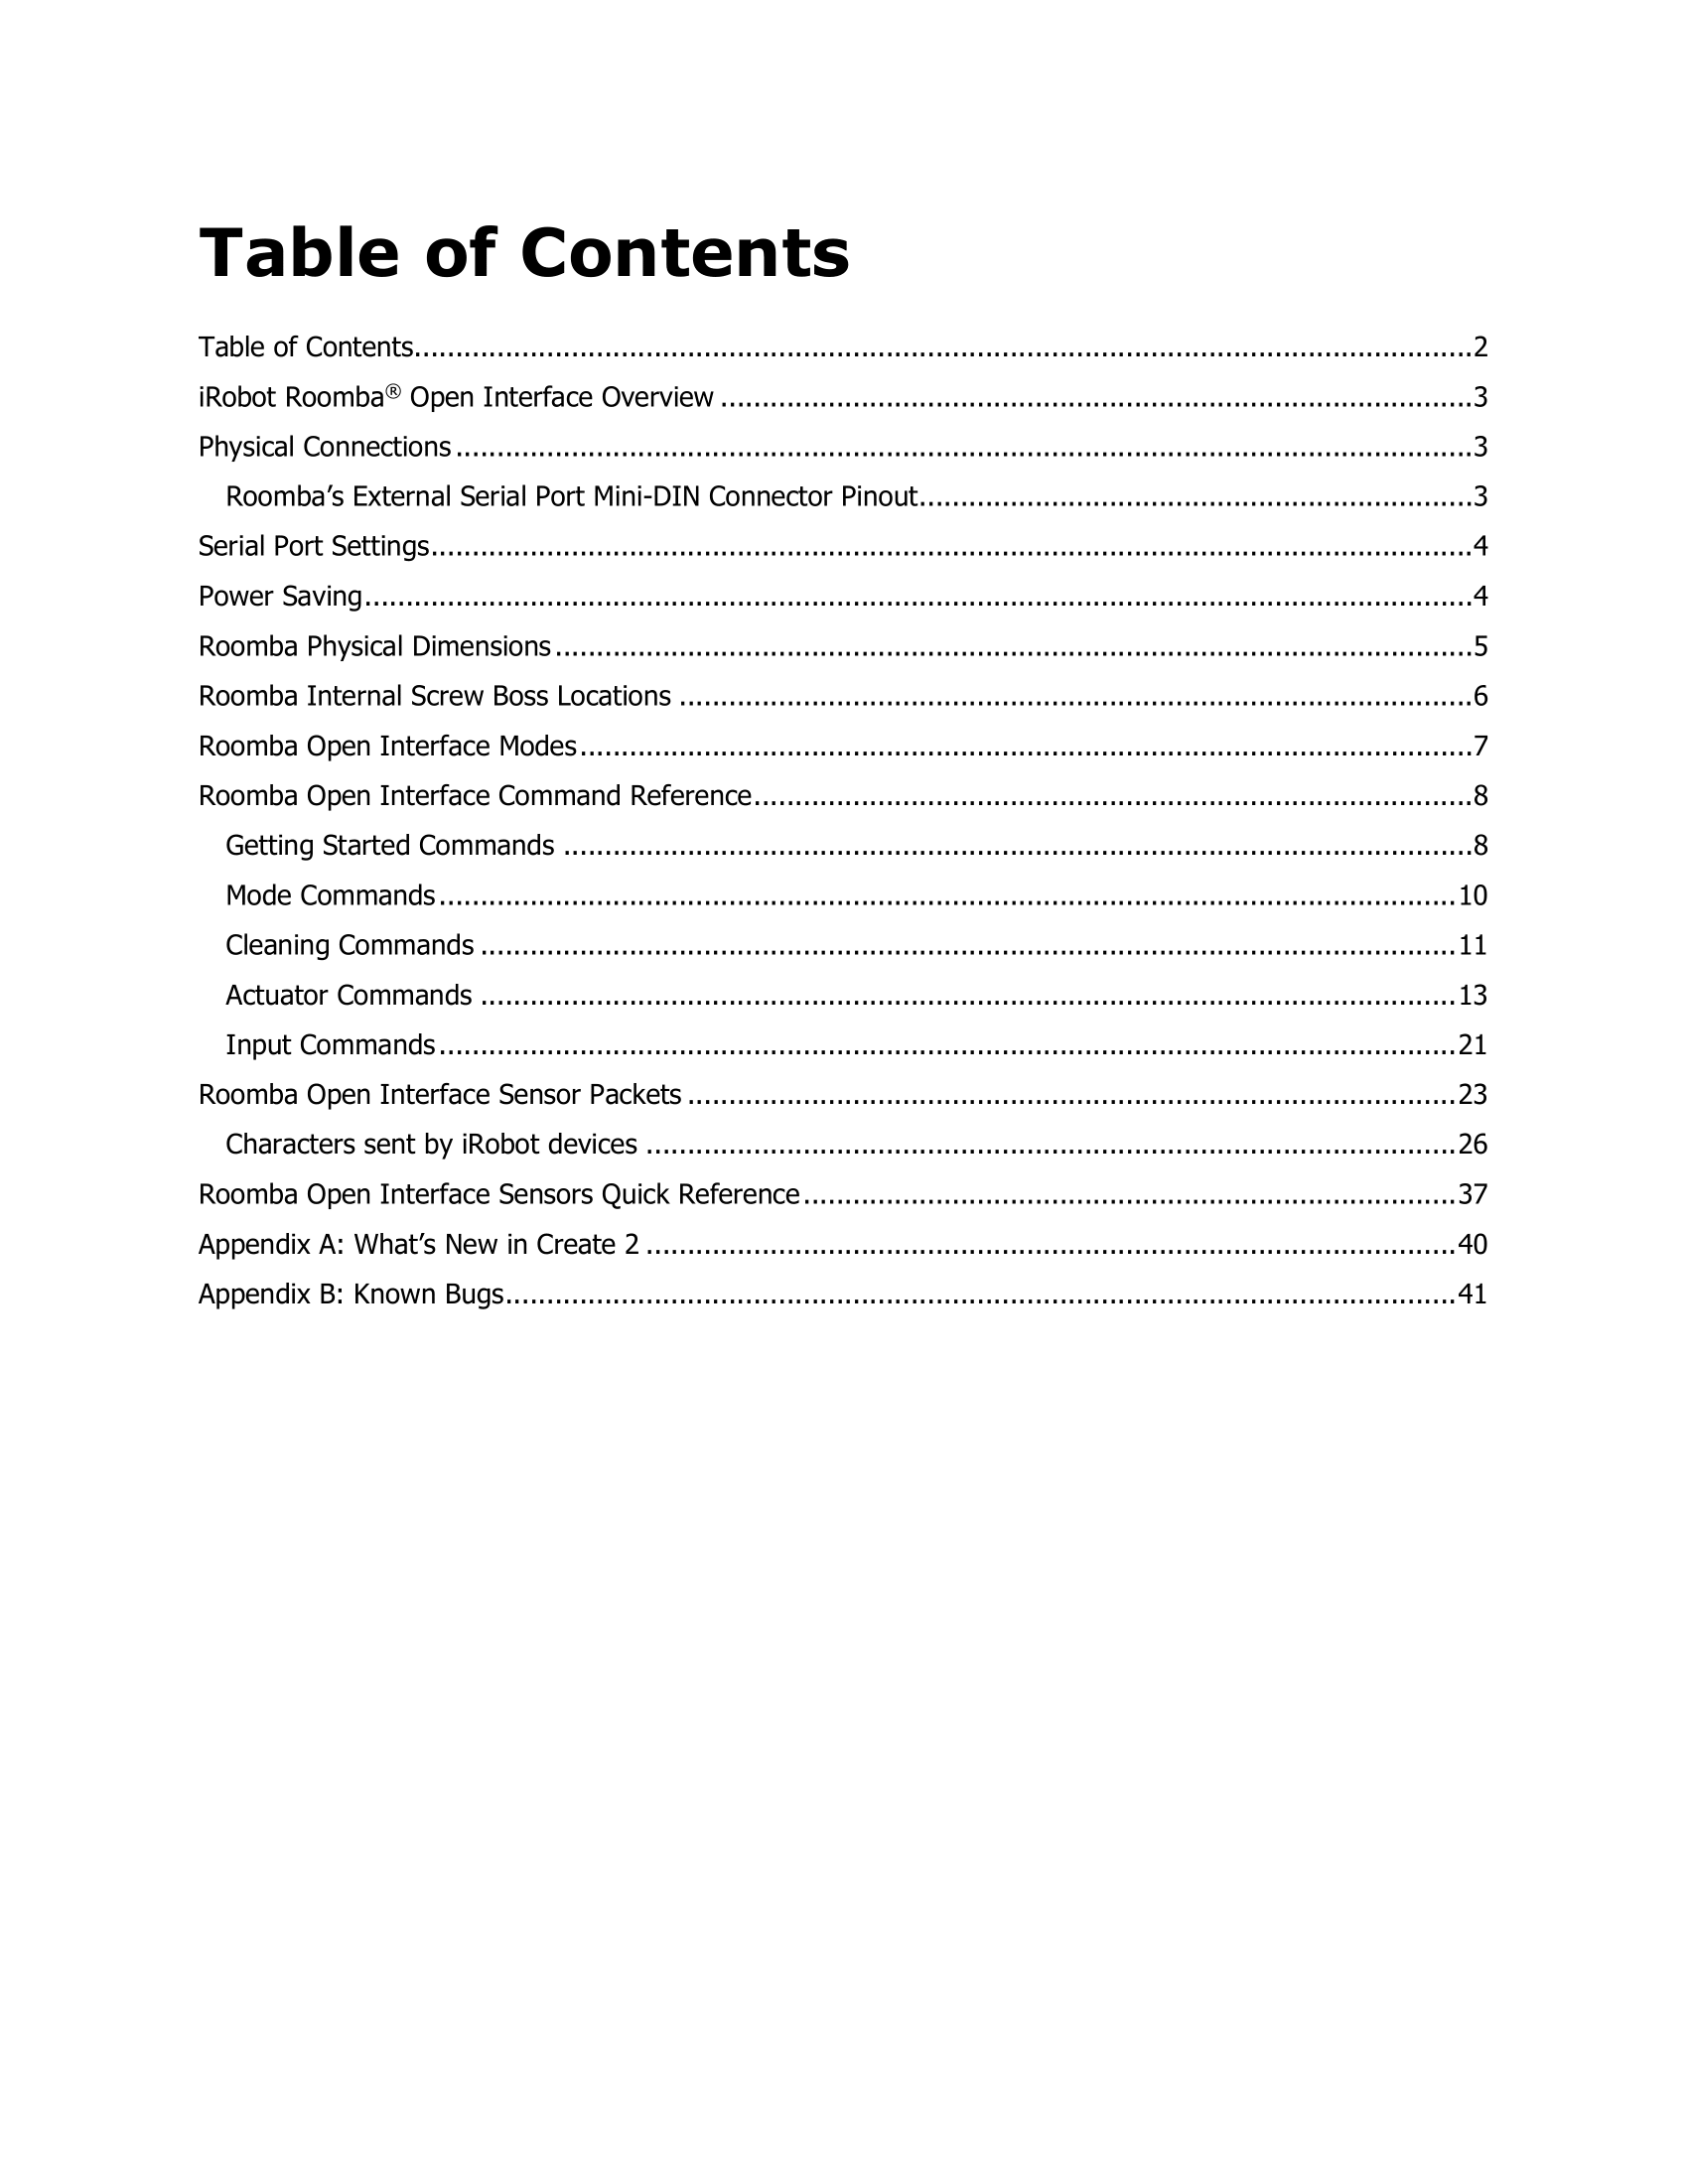 Table of Contents
Table of Contents................................................................................................................................2
iRobot Roomba® Open Interface Overview ...........................................................................................3
Physical Connections ...........................................................................................................................3
Roomba’s External Serial Port Mini-DIN Connector Pinout...................................................................3
Serial Port Settings..............................................................................................................................4
Power Saving......................................................................................................................................4
Roomba Physical Dimensions ...............................................................................................................5
Roomba Internal Screw Boss Locations ................................................................................................6
Roomba Open Interface Modes............................................................................................................7
Roomba Open Interface Command Reference.......................................................................................8
Getting Started Commands ..............................................................................................................8
Mode Commands...........................................................................................................................10
Cleaning Commands ......................................................................................................................11
Actuator Commands ......................................................................................................................13
Input Commands...........................................................................................................................21
Roomba Open Interface Sensor Packets .............................................................................................23
Characters sent by iRobot devices ..................................................................................................26
Roomba Open Interface Sensors Quick Reference...............................................................................37
Appendix A: What’s New in Create 2 ..................................................................................................40
Appendix B: Known Bugs...................................................................................................................41